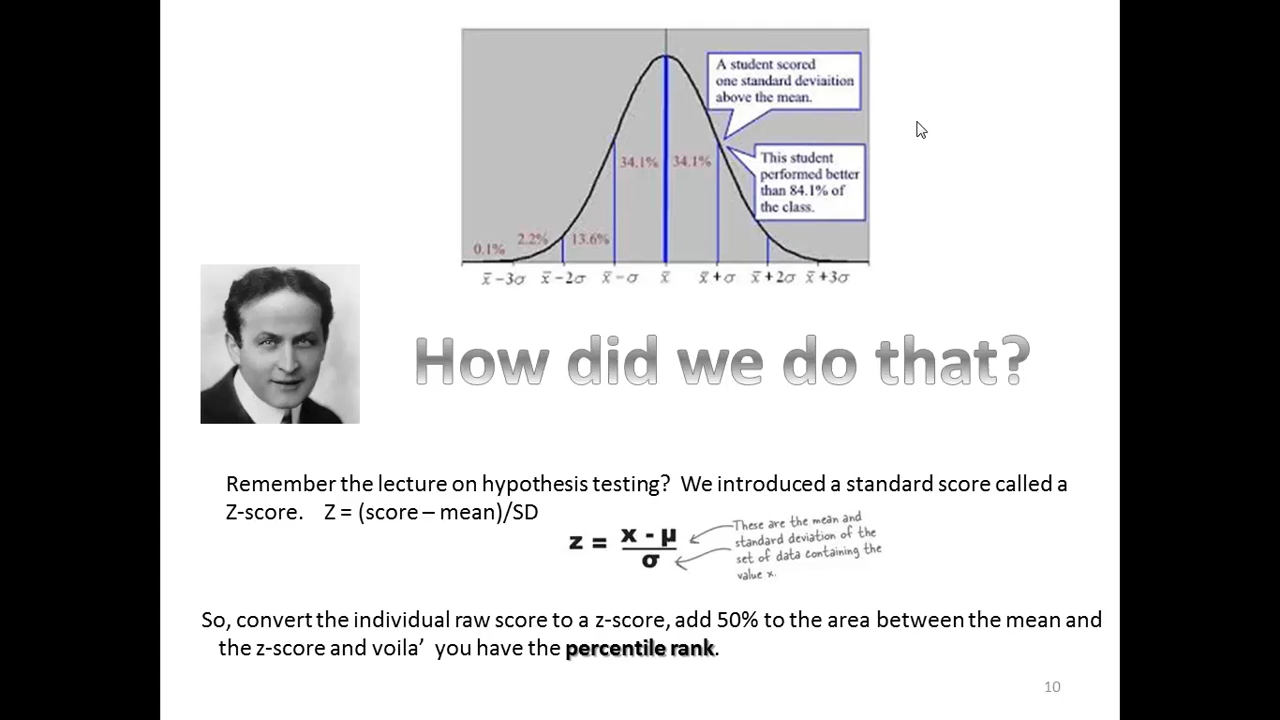 A student scored
one standard deviaition
above the mean.
This student
performed better
than 84.1% of
the class.
34.1% 34.1%
0.1% 2.2% 13.6%
x̄ −3σ x̄ −2σ x̄ −σ x̄ x̄ +σ x̄ +2σ x̄ +3σ
How did we do that?
Remember the lecture on hypothesis testing? We introduced a standard score called a
Z-score. Z = (score – mean)/SD
z = x - µ
σ
These are the mean and
standard deviation of the
set of data containing the
value x.
So, convert the individual raw score to a z-score, add 50% to the area between the mean and
the z-score and voila’ you have the percentile rank.
10